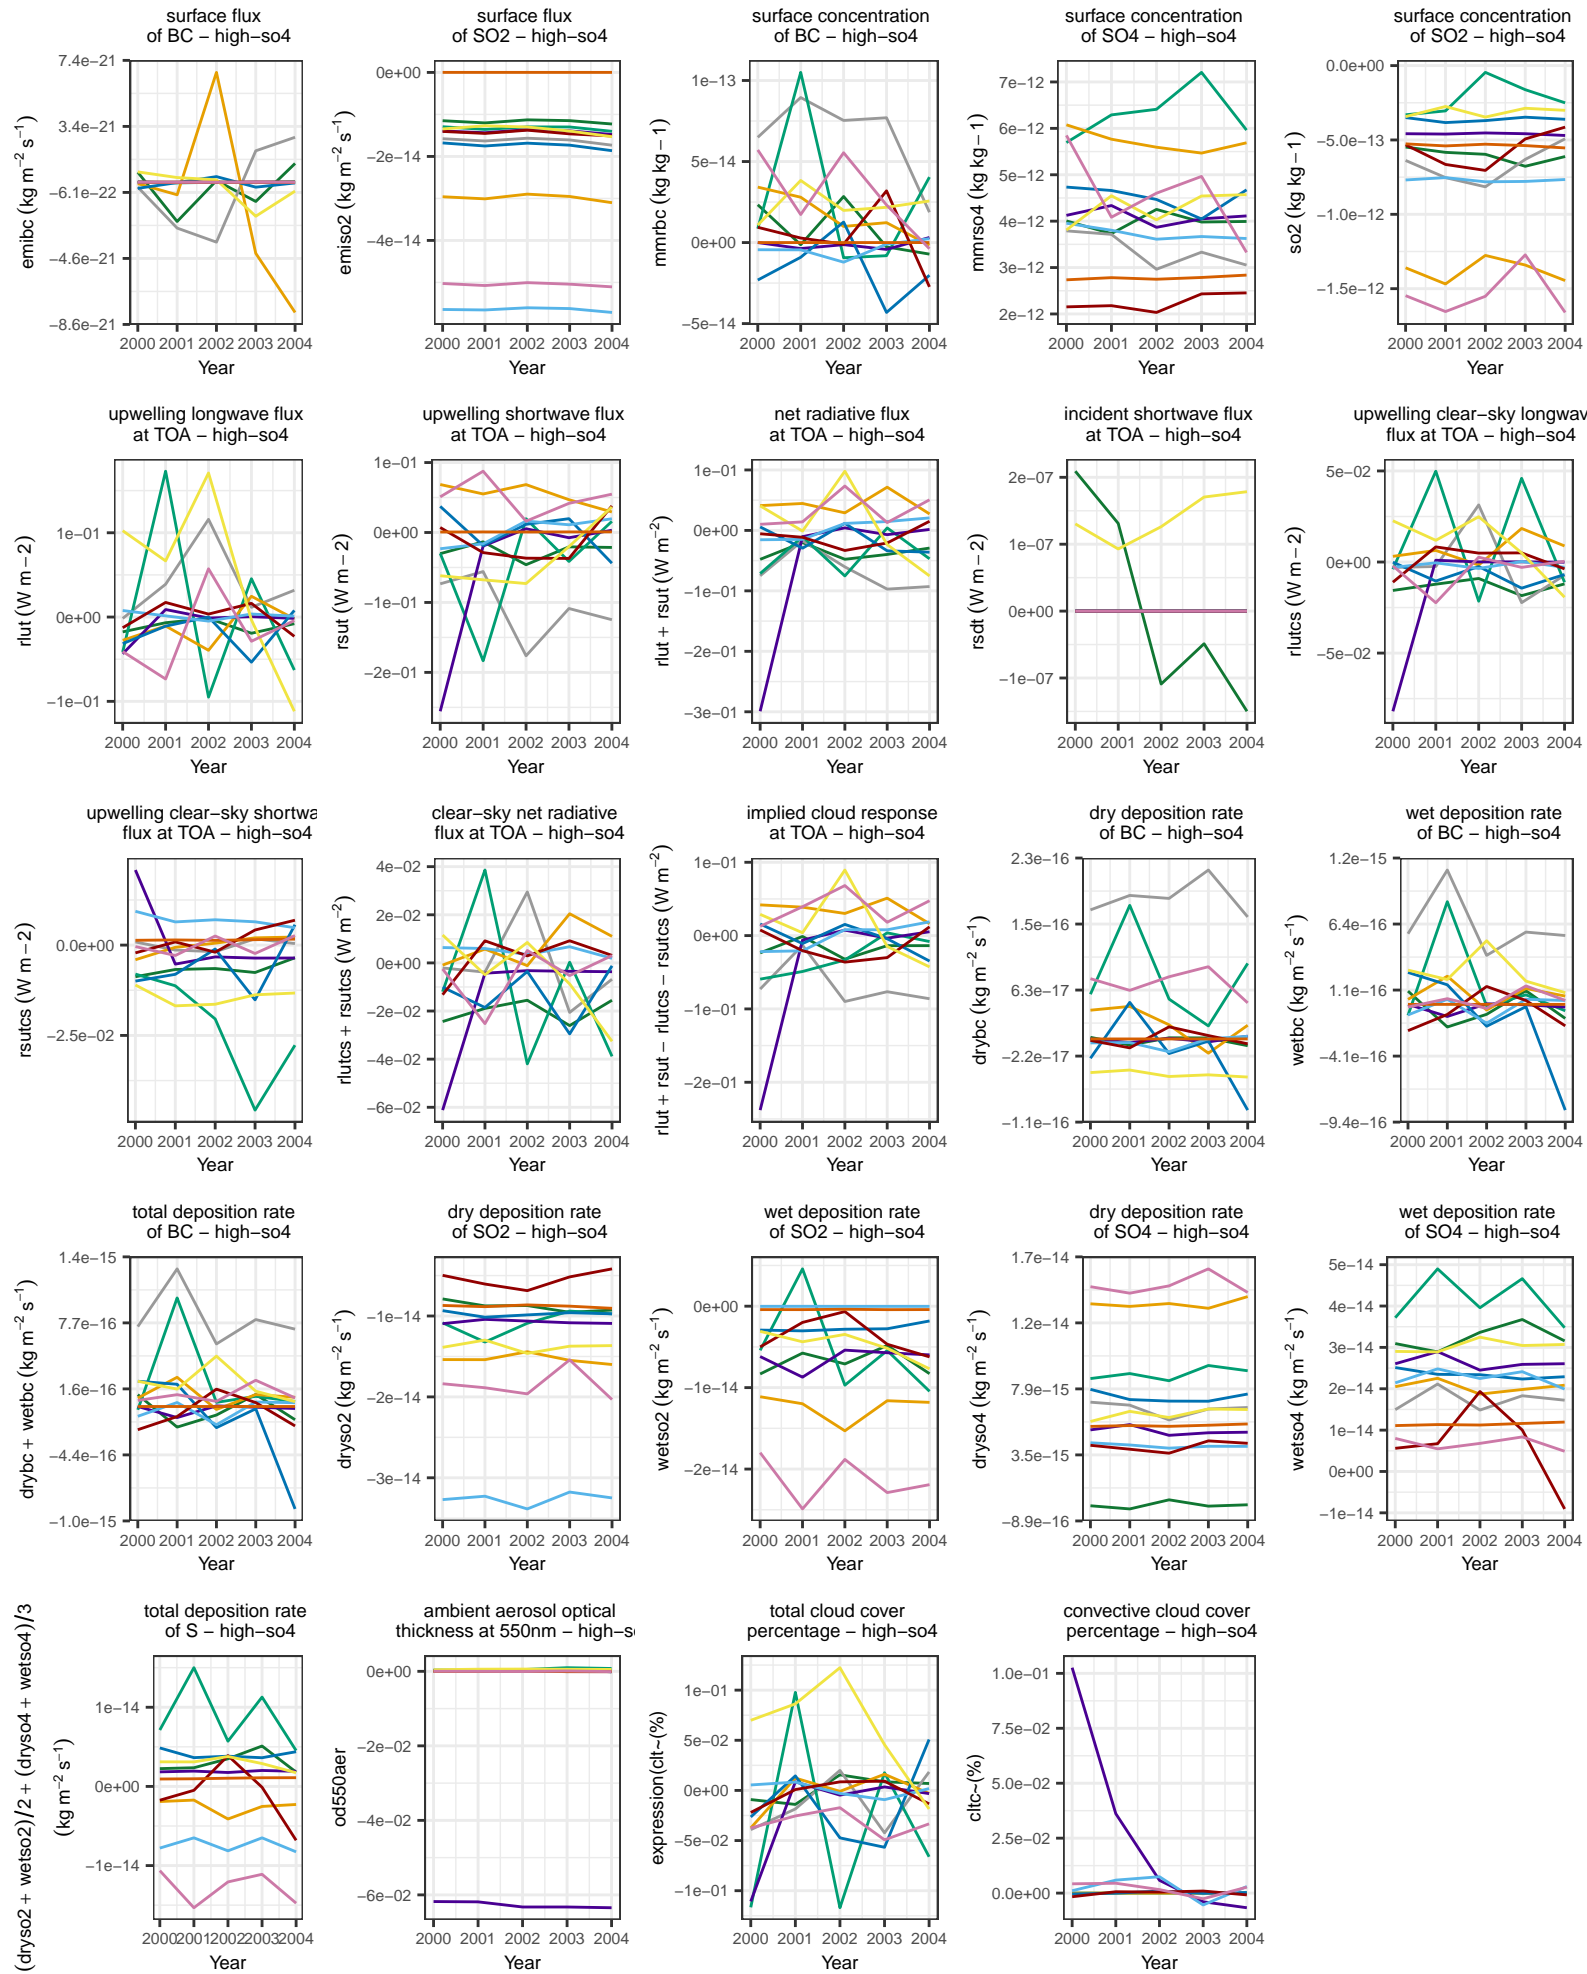 surface flux
of BC − high−so4
surface flux
of SO2 − high−so4
surface concentration
of BC − high−so4
surface concentration
of SO4 − high−so4
surface concentration
of SO2 − high−so4
emibc (kg m−2 s−1)
7.4e−21
3.4e−21
−6.1e−22
−4.6e−21
−8.6e−21
2000 2001 2002 2003 2004
Year
emiso2 (kg m−2 s−1)
0e+00
−2e−14
−4e−14
2000 2001 2002 2003 2004
Year
mmrbc (kg kg−1)
1e−13
5e−14
0e+00
−5e−14
2000 2001 2002 2003 2004
Year
mmrso4 (kg kg−1)
7e−12
6e−12
5e−12
4e−12
3e−12
2e−12
2000 2001 2002 2003 2004
Year
so2 (kg kg−1)
0.0e+00
−5.0e−13
−1.0e−12
−1.5e−12
2000 2001 2002 2003 2004
Year
upwelling longwave flux
at TOA − high−so4
upwelling shortwave flux
at TOA − high−so4
net radiative flux
at TOA − high−so4
incident shortwave flux
at TOA − high−so4
upwelling clear−sky longwav
flux at TOA − high−so4
rlut (W m−2)
1e−01
0e+00
−1e−01
2000 2001 2002 2003 2004
Year
rsut (W m−2)
1e−01
0e+00
−1e−01
−2e−01
2000 2001 2002 2003 2004
Year
rlut + rsut (W m−2)
1e−01
0e+00
−1e−01
−2e−01
−3e−01
2000 2001 2002 2003 2004
Year
rsdt (W m−2)
2e−07
1e−07
0e+00
−1e−07
2000 2001 2002 2003 2004
Year
rlutcs (W m−2)
5e−02
0e+00
−5e−02
2000 2001 2002 2003 2004
Year
upwelling clear−sky shortwa
flux at TOA − high−so4
clear−sky net radiative
flux at TOA − high−so4
implied cloud response
at TOA − high−so4
dry deposition rate
of BC − high−so4
wet deposition rate
of BC − high−so4
rsutcs (W m−2)
0.0e+00
−2.5e−02
2000 2001 2002 2003 2004
Year
rlutcs + rsutcs (W m−2)
4e−02
2e−02
0e+00
−2e−02
−4e−02
−6e−02
2000 2001 2002 2003 2004
Year
rlut + rsut − rlutcs − rsutcs (W m−2)
1e−01
0e+00
−1e−01
−2e−01
2000 2001 2002 2003 2004
Year
drybc (kg m−2 s−1)
2.3e−16
1.5e−16
6.3e−17
−2.2e−17
−1.1e−16
2000 2001 2002 2003 2004
Year
wetbc (kg m−2 s−1)
1.2e−15
6.4e−16
1.1e−16
−4.1e−16
−9.4e−16
2000 2001 2002 2003 2004
Year
total deposition rate
of BC − high−so4
dry deposition rate
of SO2 − high−so4
wet deposition rate
of SO2 − high−so4
dry deposition rate
of SO4 − high−so4
wet deposition rate
of SO4 − high−so4
drybc + wetbc (kg m−2 s−1)
1.4e−15
7.7e−16
1.6e−16
−4.4e−16
−1.0e−15
2000 2001 2002 2003 2004
Year
dryso2 (kg m−2 s−1)
−1e−14
−2e−14
−3e−14
2000 2001 2002 2003 2004
Year
wetso2 (kg m−2 s−1)
0e+00
−1e−14
−2e−14
2000 2001 2002 2003 2004
Year
dryso4 (kg m−2 s−1)
1.7e−14
1.2e−14
7.9e−15
3.5e−15
−8.9e−16
2000 2001 2002 2003 2004
Year
wetso4 (kg m−2 s−1)
5e−14
4e−14
3e−14
2e−14
1e−14
0e+00
−1e−14
2000 2001 2002 2003 2004
Year
total deposition rate
of S − high−so4
ambient aerosol optical
thickness at 550nm − high−s
total cloud cover
percentage − high−so4
convective cloud cover
percentage − high−so4
(dryso2 + wetso2)/2 + (dryso4 + wetso4)/3
(kg m−2 s−1)
1e−14
0e+00
−1e−14
2000 2001 2002 2003 2004
Year
od550aer
0e+00
−2e−02
−4e−02
−6e−02
2000 2001 2002 2003 2004
Year
expression(clt~(%)
1e−01
5e−02
0e+00
−5e−02
−1e−01
2000 2001 2002 2003 2004
Year
cltc~(%)
1.0e−01
7.5e−02
5.0e−02
2.5e−02
0.0e+00
2000 2001 2002 2003 2004
Year